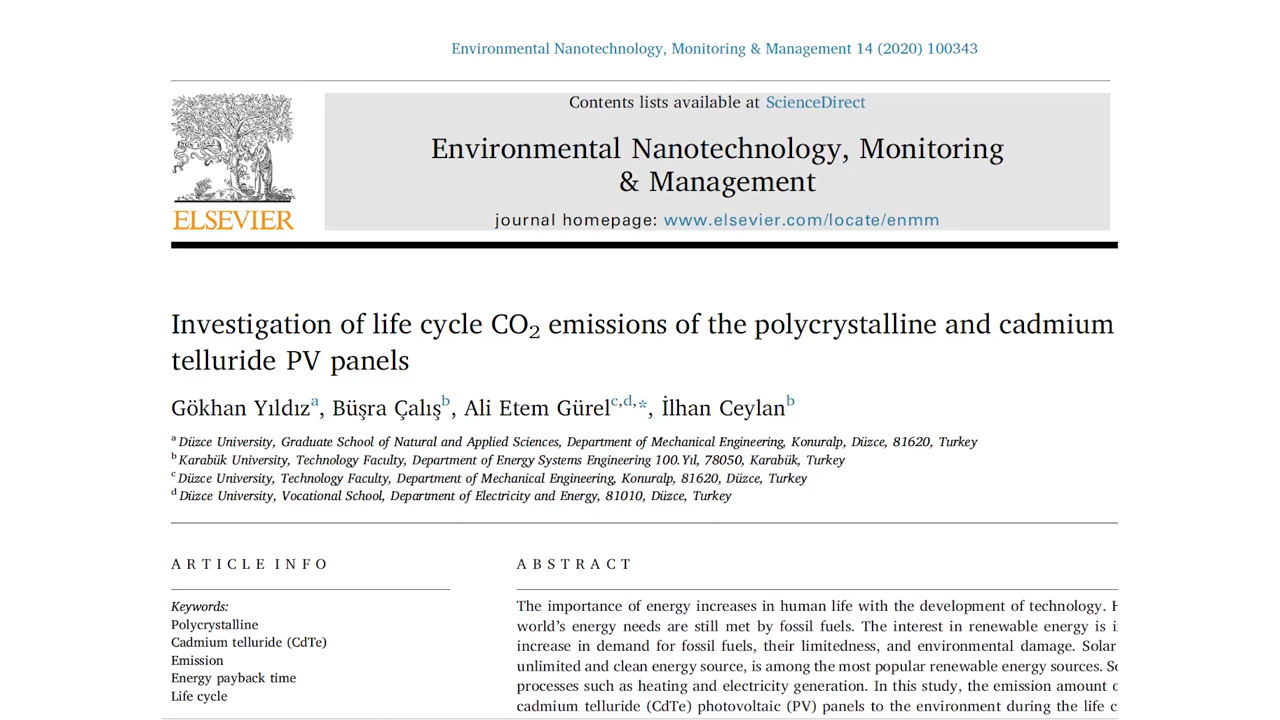 Environmental Nanotechnology, Monitoring & Management 14 (2020) 100343
Contents lists available at ScienceDirect
Environmental Nanotechnology, Monitoring
& Management
journal homepage: www.elsevier.com/locate/enmm
ELSEVIER
Investigation of life cycle CO₂ emissions of the polycrystalline and cadmium
telluride PV panels
Gökhan Yıldızᵃ, Büşra Çalışᵇ, Ali Etem Gürelᶜ,ᵈ,*, İlhan Ceylanᵇ
ᵃ Düzce University, Graduate School of Natural and Applied Sciences, Department of Mechanical Engineering, Konuralp, Düzce, 81620, Turkey
ᵇ Karabük University, Technology Faculty, Department of Energy Systems Engineering 100.Yıl, 78050, Karabük, Turkey
ᶜ Düzce University, Technology Faculty, Department of Mechanical Engineering, Konuralp, 81620, Düzce, Turkey
ᵈ Düzce University, Vocational School, Department of Electricity and Energy, 81010, Düzce, Turkey
ARTICLE INFO
Keywords:
Polycrystalline
Cadmium telluride (CdTe)
Emission
Energy payback time
Life cycle
ABSTRACT
The importance of energy increases in human life with the development of technology.
world's energy needs are still met by fossil fuels. The interest in renewable energy is
increase in demand for fossil fuels, their limitedness, and environmental damage. Solar
unlimited and clean energy source, is among the most popular renewable energy sources.
processes such as heating and electricity generation. In this study, the emission amount
cadmium telluride (CdTe) photovoltaic (PV) panels to the environment during the life